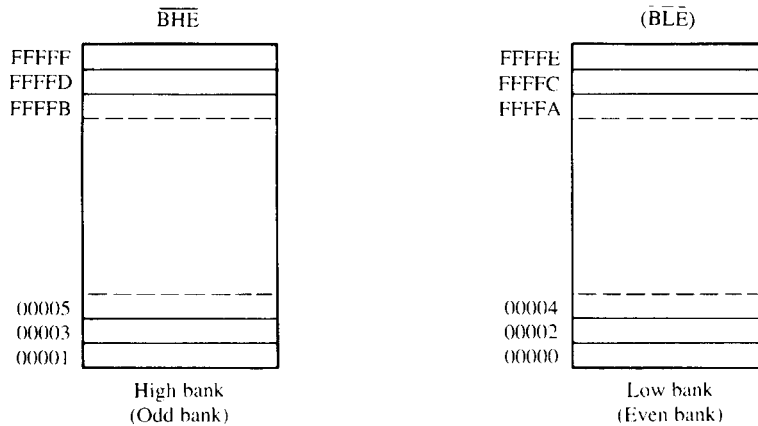 BHE
FFFFF
FFFFD
FFFFB
00005
00003
00001
High bank
(Odd bank)
(BLE)
FFFFE
FFFFC
FFFFA
00004
00002
00000
Low bank
(Even bank)